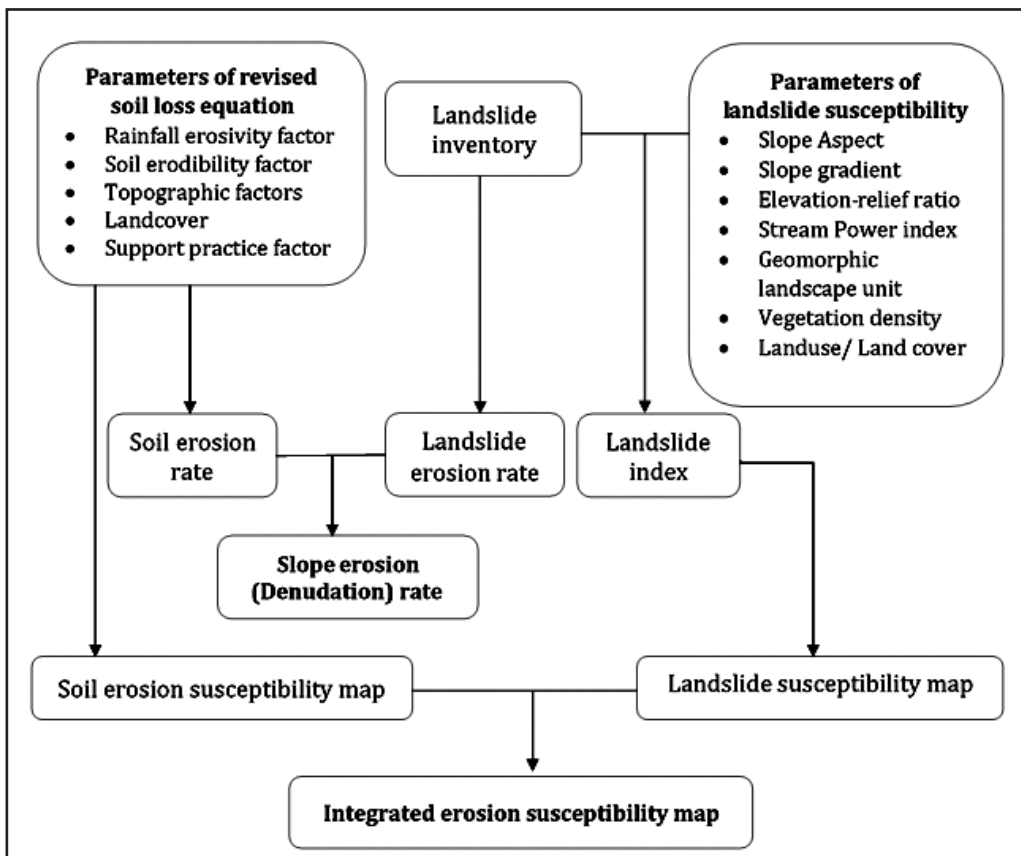 Parameters of revised
soil loss equation
• Rainfall erosivity factor
• Soil erodibility factor
• Topographic factors
• Landcover
• Support practice factor
Landslide
inventory
Parameters of
landslide susceptibility
• Slope Aspect
• Slope gradient
• Elevation-relief ratio
• Stream Power index
• Geomorphic
landscape unit
• Vegetation density
• Landuse/ Land cover
Soil erosion
rate
Landslide
erosion rate
Landslide
index
Slope erosion
(Denudation) rate
Soil erosion susceptibility map
Landslide susceptibility map
Integrated erosion susceptibility map